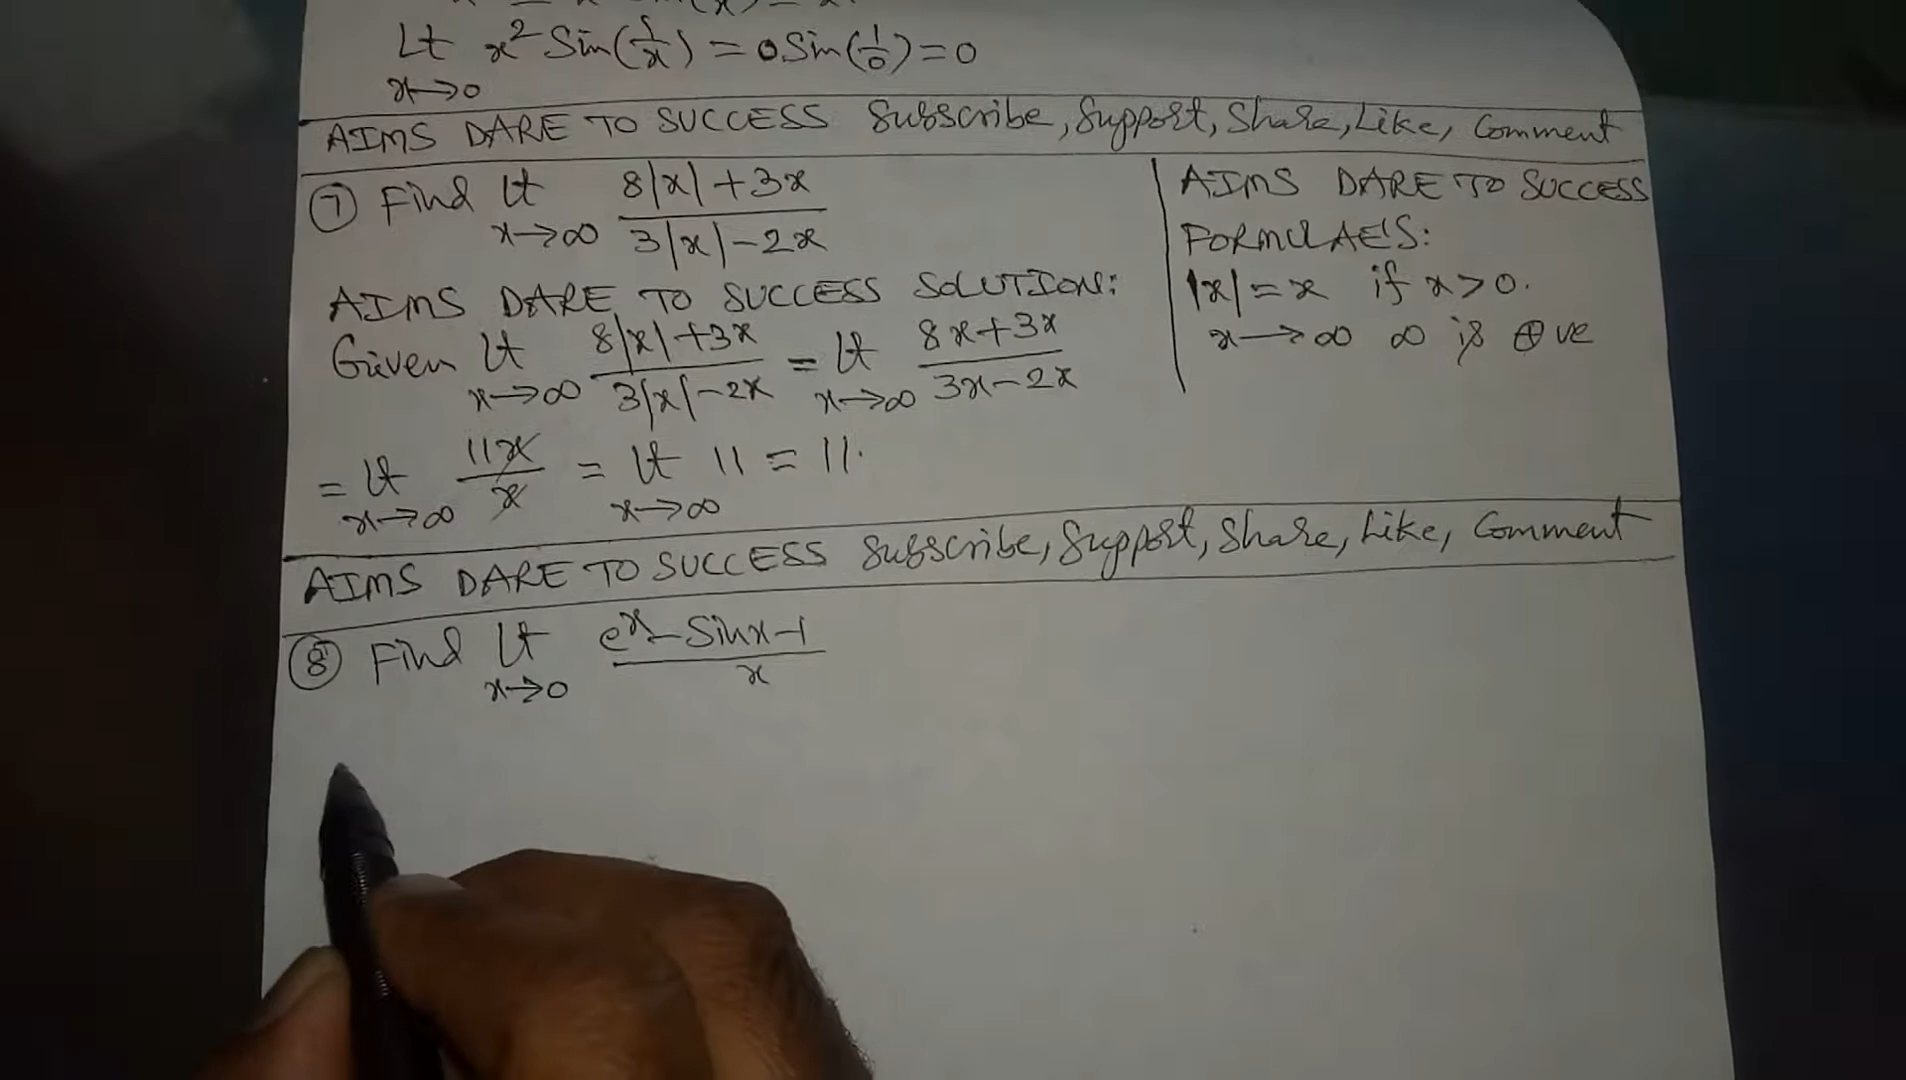 Lt x² Sin(1/x) = 0 Sin(1/0) = 0
x→0
AIMS DARE TO SUCCESS Subscribe, Support, Share, Like, Comment
⑦ Find Lt 8|x|+3x
x→∞ 3|x|-2x
AIMS DARE TO SUCCESS SOLUTION:
Given Lt 8|x|+3x = Lt 8x+3x
x→∞ 3|x|-2x x→∞ 3x-2x
= Lt 11x = Lt 11 = 11.
x→∞ x x→∞
AIMS DARE TO SUCCESS
FORMULAE'S:
|x| = x if x>0.
x→∞ ∞ is ⊕ve
AIMS DARE TO SUCCESS Subscribe, Support, Share, Like, Comment
⑧ Find Lt eˣ-Sinx-1
x→0 x